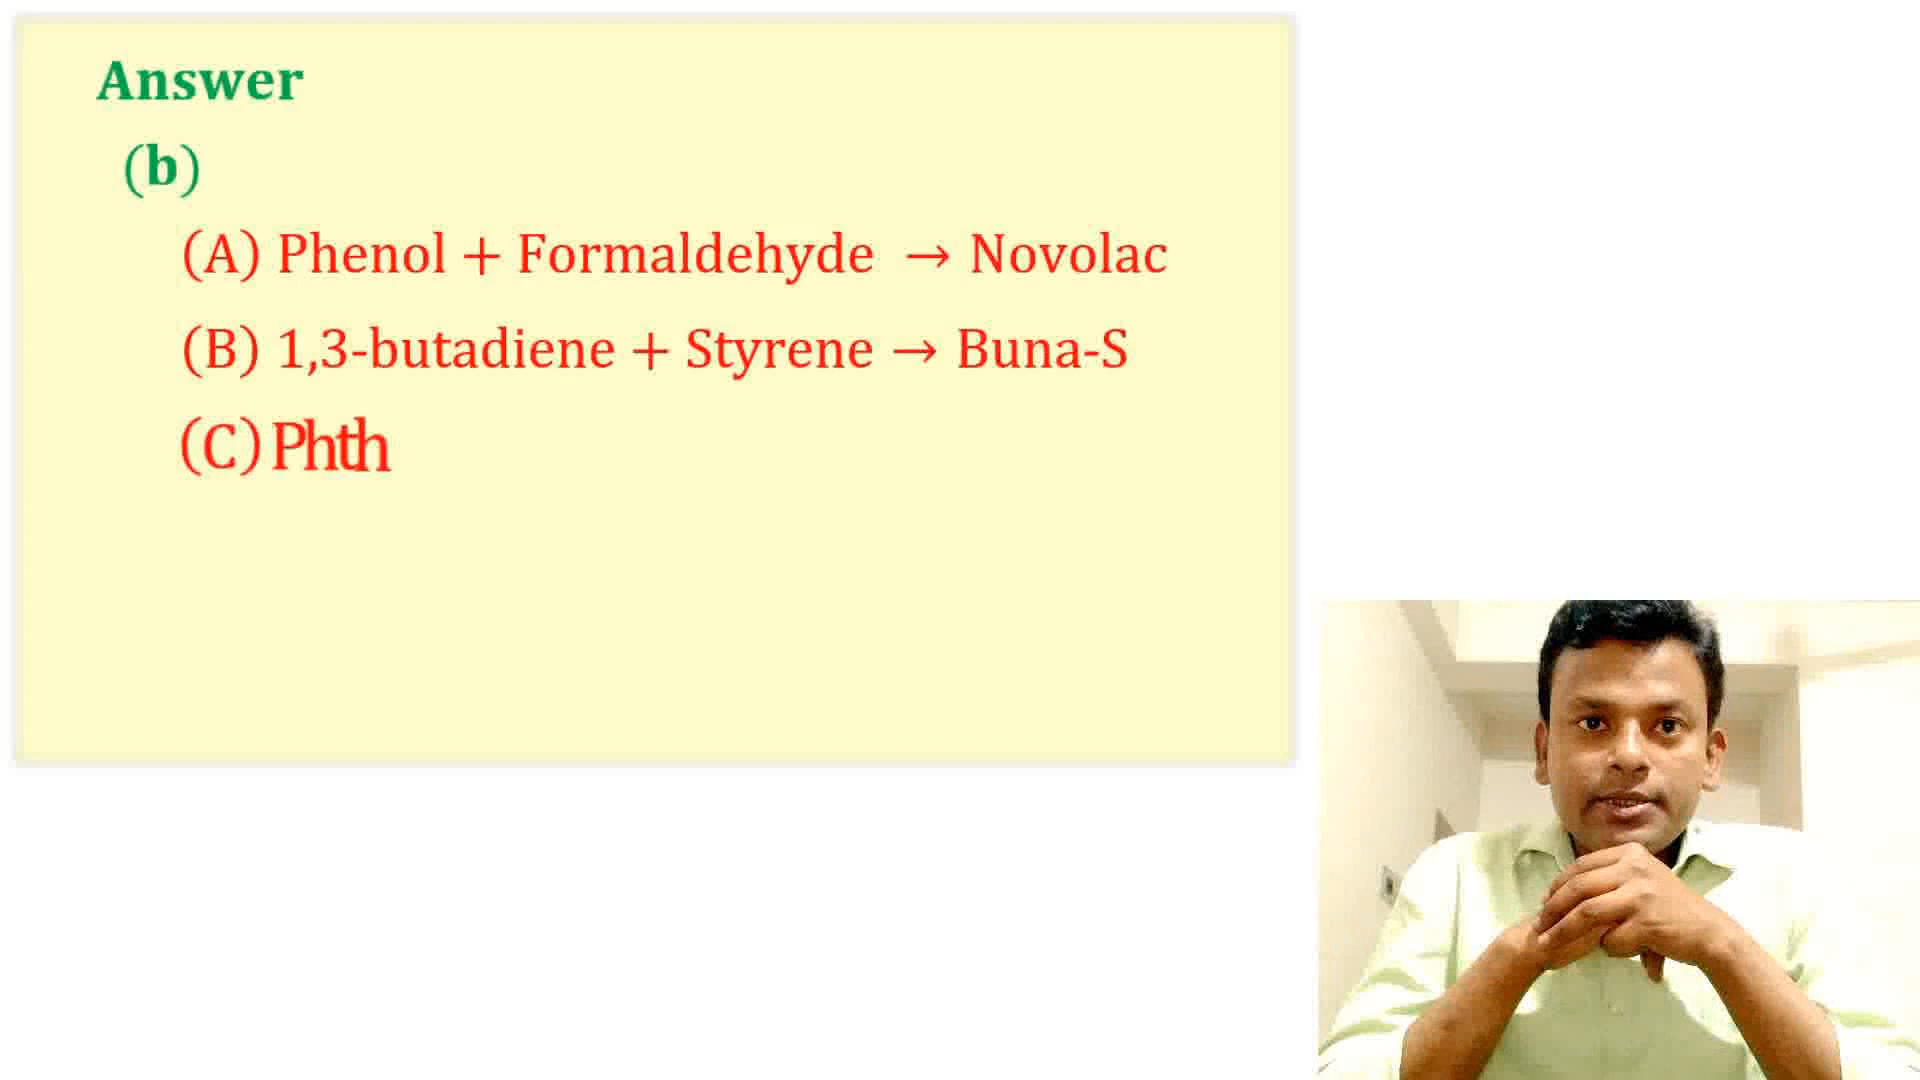 Answer
(b)
(A) Phenol + Formaldehyde → Novolac
(B) 1,3-butadiene + Styrene → Buna-S
(C) Phth